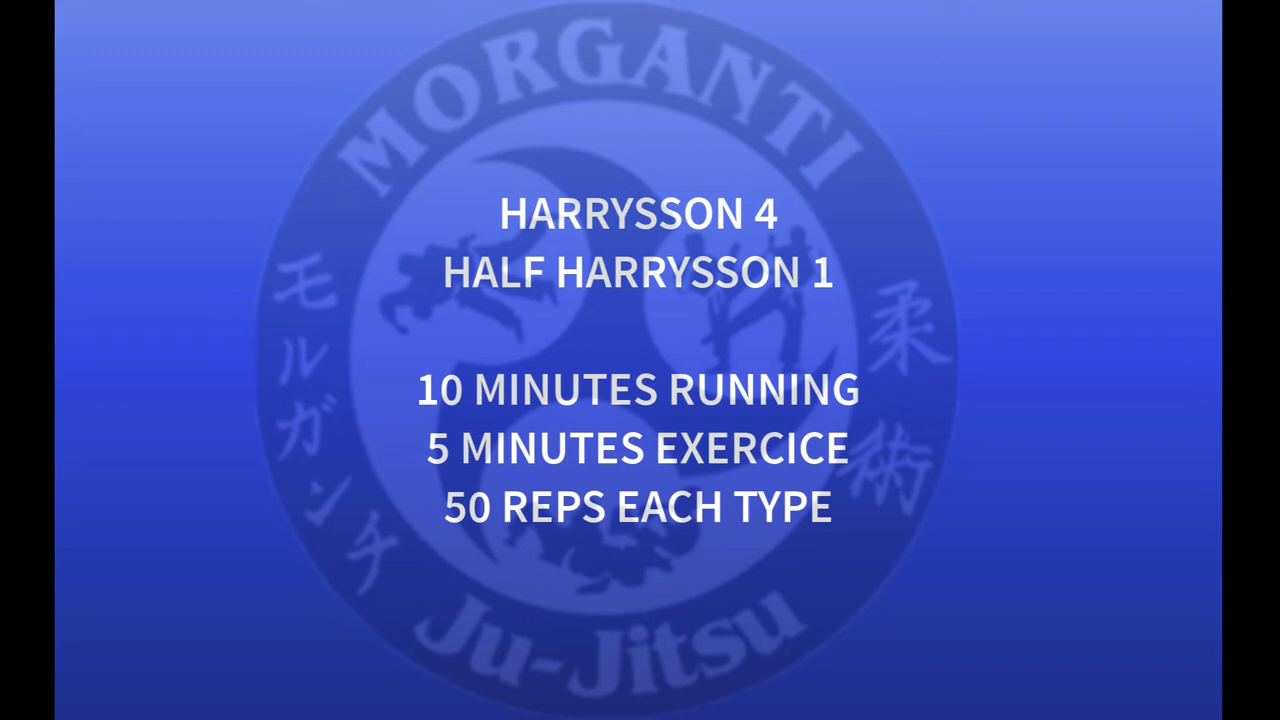 MORGANTI
HARRYSSON 4
HALF HARRYSSON 1
10 MINUTES RUNNING
5 MINUTES EXERCICE
50 REPS EACH TYPE
モルガンチ
柔術
Ju-Jitsu